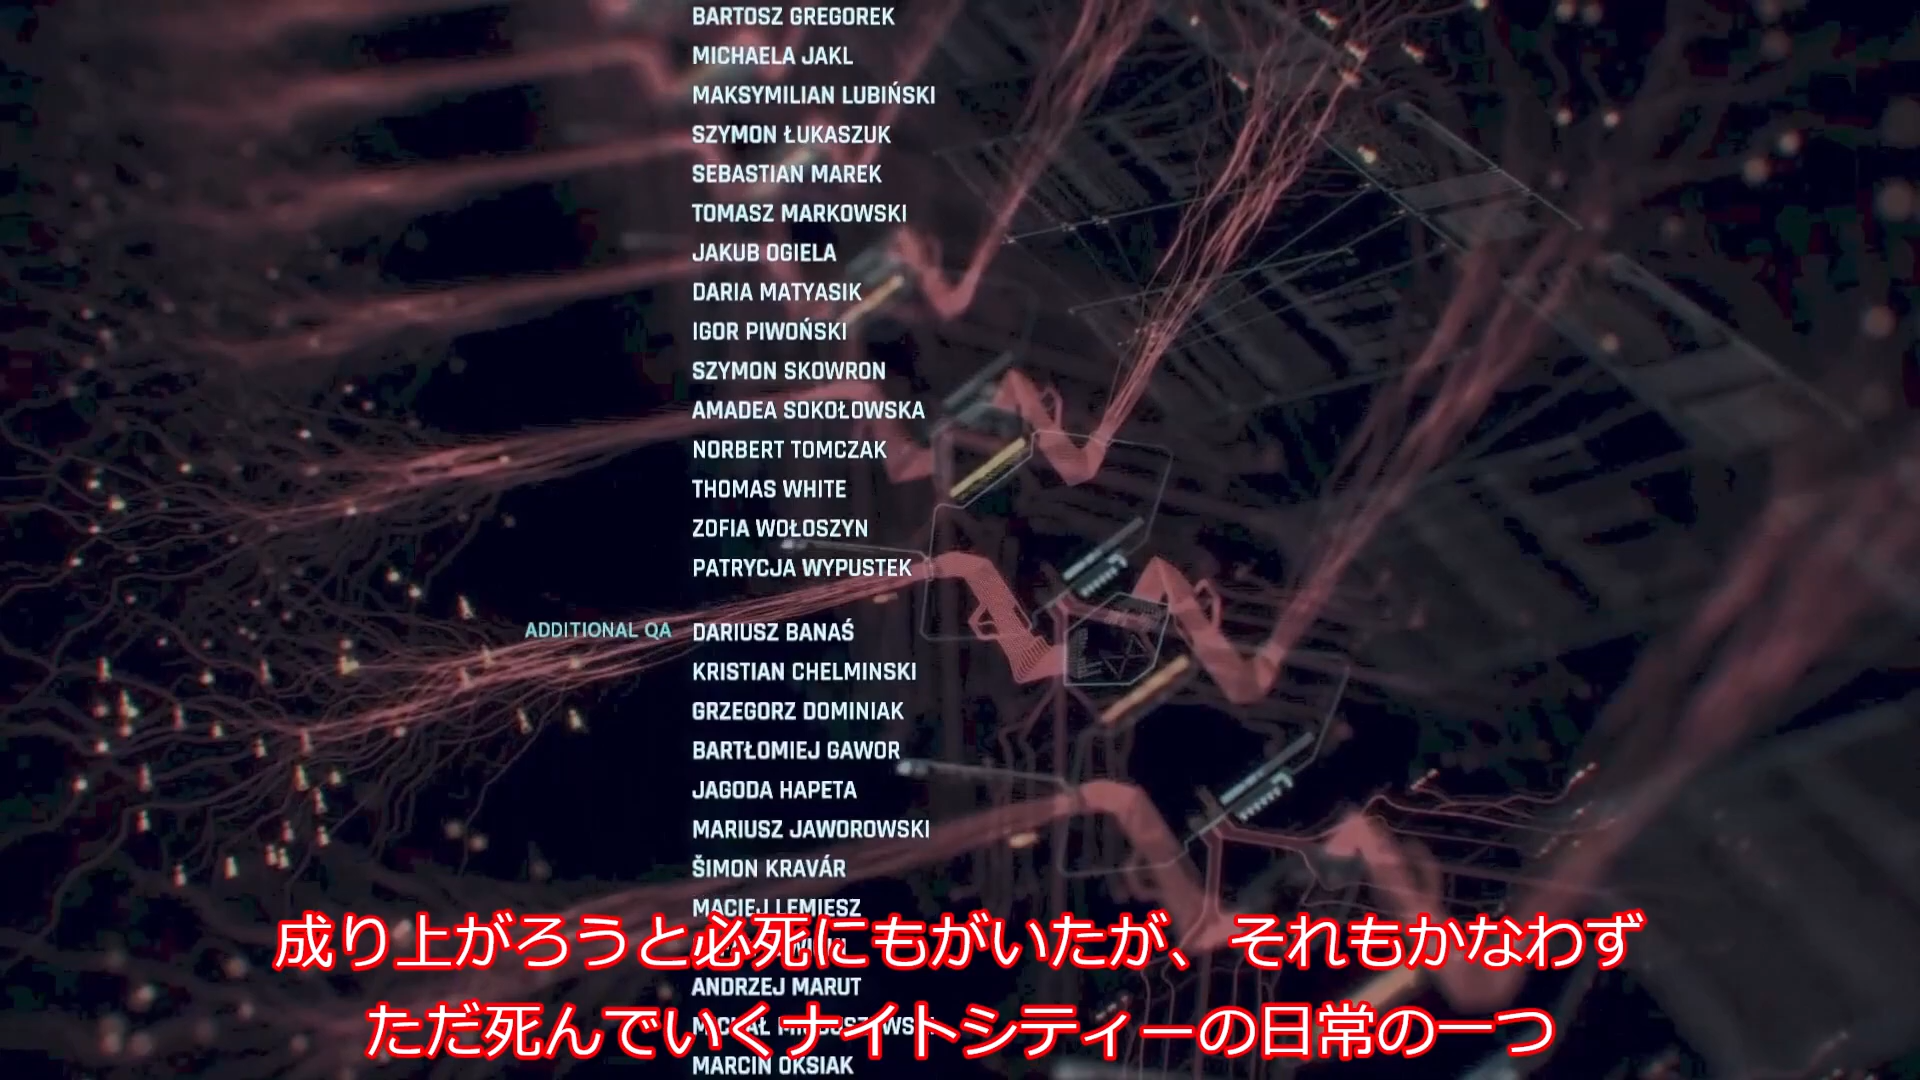 BARTOSZ GREGOREK
MICHAELA JAKL
MAKSYMILIAN LUBIŃSKI
SZYMON ŁUKASZUK
SEBASTIAN MAREK
TOMASZ MARKOWSKI
JAKUB OGIELA
DARIA MATYASIK
IGOR PIWOŃSKI
SZYMON SKOWRON
AMADEA SOKOŁOWSKA
NORBERT TOMCZAK
THOMAS WHITE
ZOFIA WOŁOSZYN
PATRYCJA WYPUSTEK
ADDITIONAL QA DARIUSZ BANAŚ
KRISTIAN CHELMINSKI
GRZEGORZ DOMINIAK
BARTŁOMIEJ GAWOR
JAGODA HAPETA
MARIUSZ JAWOROWSKI
ŠIMON KRAVÁR
MACIEJ LEMIESZ
成り上がろうと必死にもがいたが、それもかなわず
ANDRZEJ MARUT
ただ死んでいくナイトシティーの日常の一つ
MARCIN OKSIAK